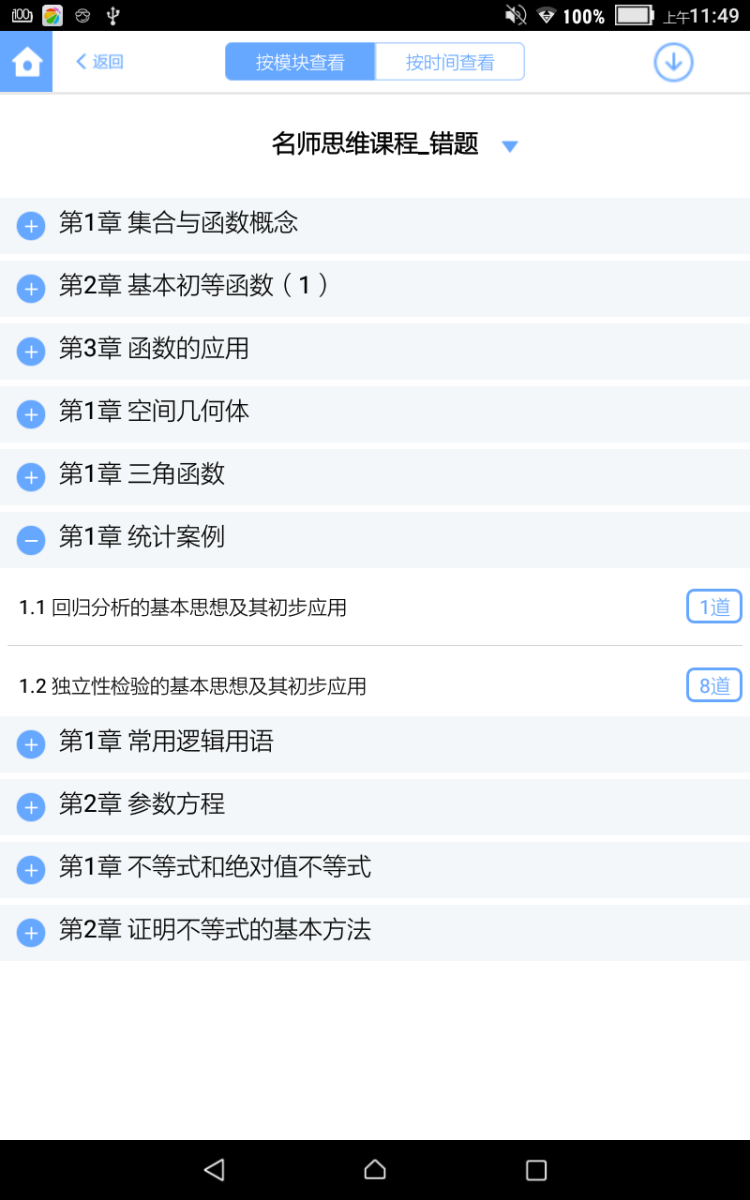 100 100% 上午11:49
返回 按模块查看 按时间查看
名师思维课程_错题
第1章 集合与函数概念
第2章 基本初等函数（1）
第3章 函数的应用
第1章 空间几何体
第1章 三角函数
第1章 统计案例
1.1 回归分析的基本思想及其初步应用 1道
1.2 独立性检验的基本思想及其初步应用 8道
第1章 常用逻辑用语
第2章 参数方程
第1章 不等式和绝对值不等式
第2章 证明不等式的基本方法